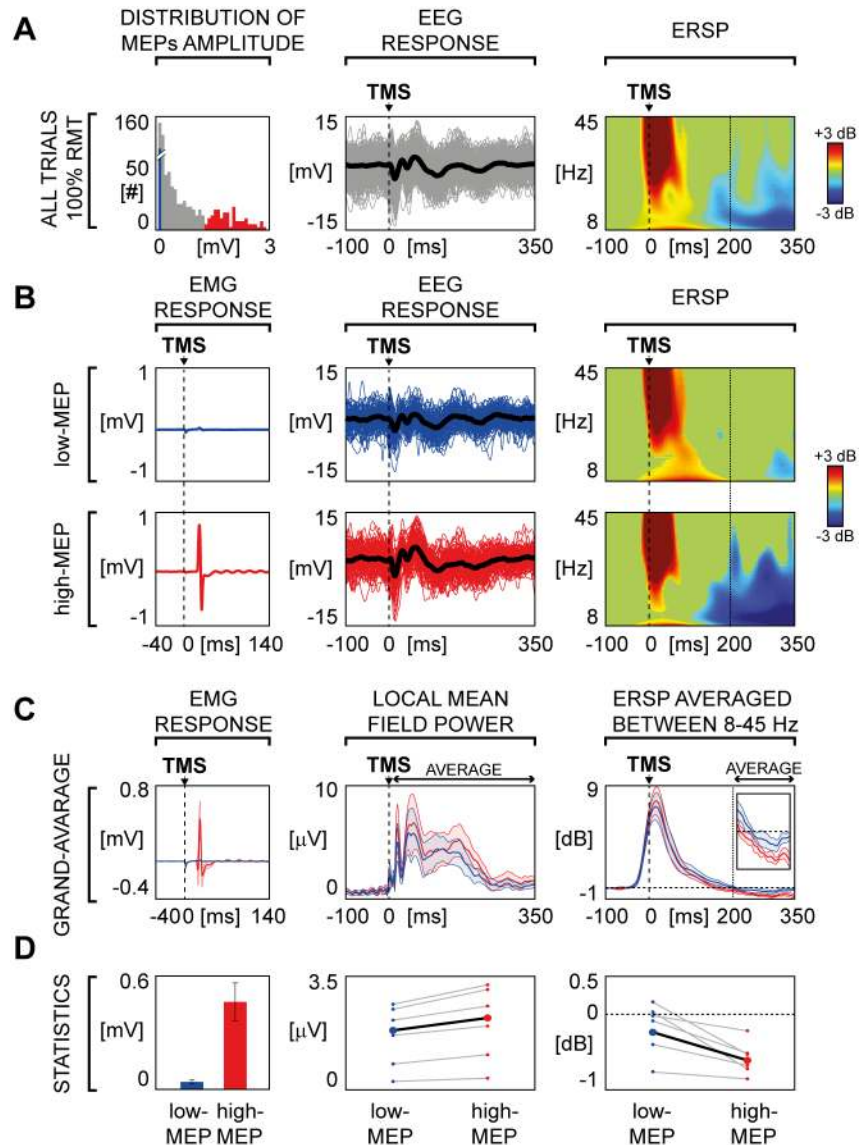 A
DISTRIBUTION OF
MEPs AMPLITUDE
EEG
RESPONSE
ERSP
ALL TRIALS
100% RMT
160
50
[#]
0
0 [mV] 3
TMS
15
[mV]
-15
-100 0 [ms] 350
TMS
45
[Hz]
8
-100 0 [ms] 200 350
+3 dB
-3 dB
B
EMG
RESPONSE
EEG
RESPONSE
ERSP
low-MEP
TMS
1
[mV]
-1
TMS
15
[mV]
-15
TMS
45
[Hz]
8
+3 dB
-3 dB
high-MEP
1
[mV]
-1
-40 0 [ms] 140
15
[mV]
-15
-100 0 [ms] 350
45
[Hz]
8
-100 0 [ms] 200 350
C
EMG
RESPONSE
LOCAL MEAN
FIELD POWER
ERSP AVERAGED
BETWEEN 8-45 Hz
GRAND-AVARAGE
TMS
0.8
[mV]
-0.4
-400 [ms] 140
TMS
AVERAGE
10
[µV]
0
-100 0 [ms] 350
TMS
AVERAGE
9
[dB]
-1
-100 0 [ms] 200 350
D
STATISTICS
0.6
[mV]
0
low-
MEP
high-
MEP
3.5
[µV]
0
low-
MEP
high-
MEP
0.5
0
[dB]
-1
low-
MEP
high-
MEP